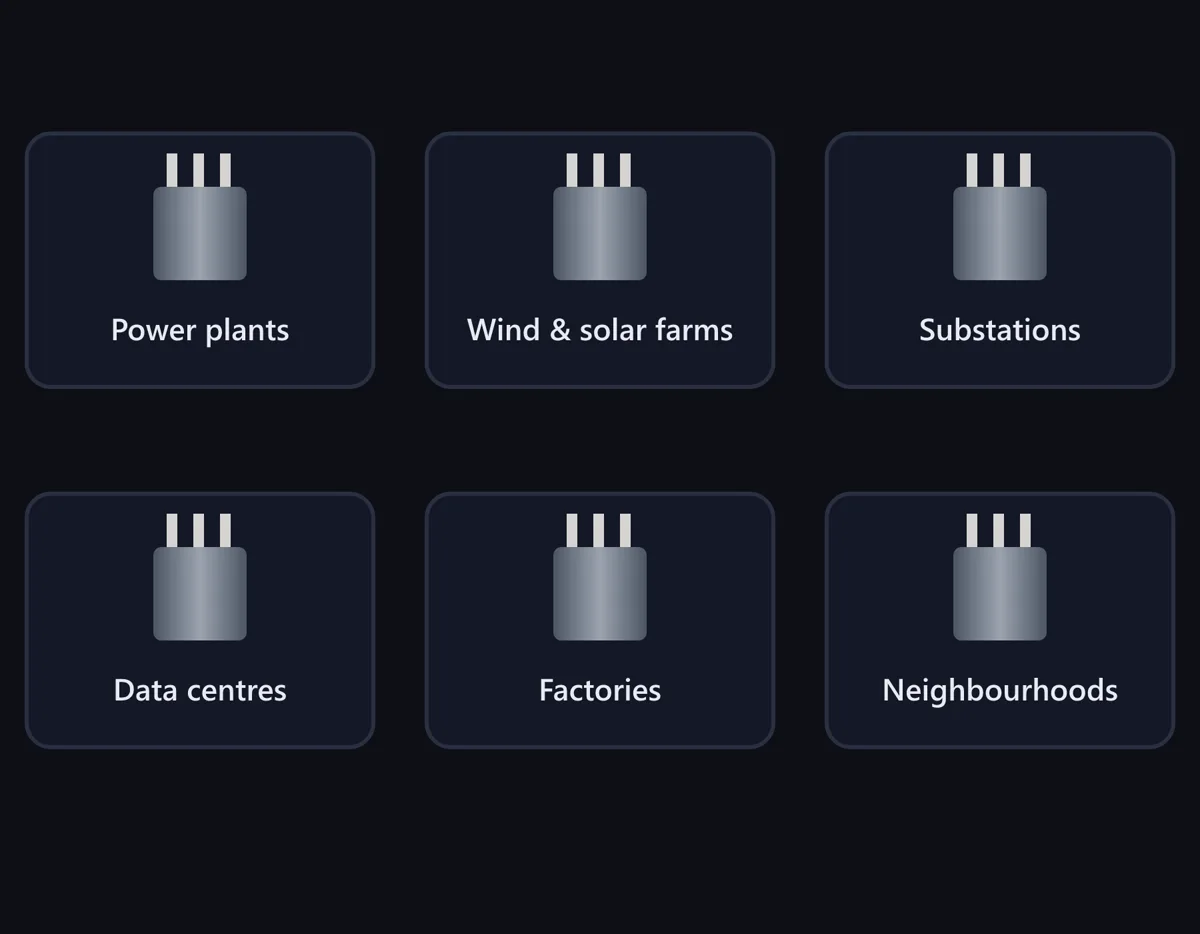 Power plants
Wind & solar farms
Substations
Data centres
Factories
Neighbourhoods